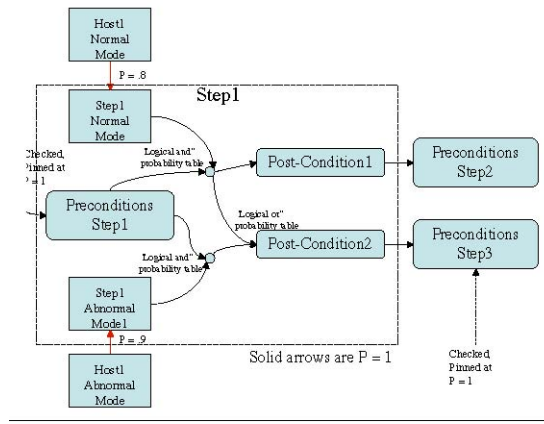 Host1
Normal
Mode
P = .8
Step1
Step1
Normal
Mode
"Logical and"
probability table
Checked,
Pinned at
P = 1
Post-Condition1
Preconditions
Step2
Preconditions
Step1
"Logical or"
probability table
"Logical and"
probability table
Post-Condition2
Preconditions
Step3
Step1
Abnormal
Mode1
P = .9
Solid arrows are P = 1
Host1
Abnormal
Mode
Checked,
Pinned at
P = 1